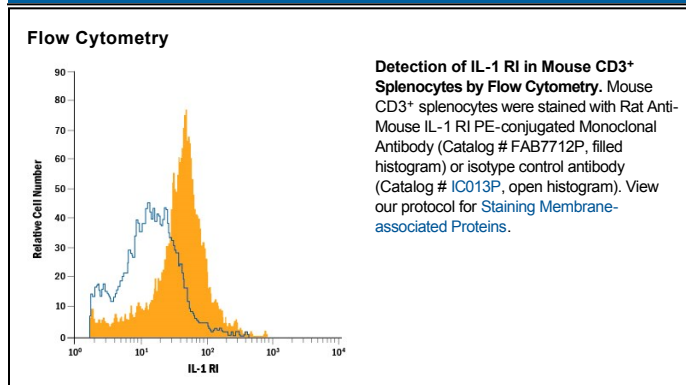 Flow Cytometry
90
80
70
60
50
40
30
20
10
0
Relative Cell Number
10⁰ 10¹ 10² 10³ 10⁴
IL-1 RI
Detection of IL-1 RI in Mouse CD3⁺
Splenocytes by Flow Cytometry. Mouse
CD3⁺ splenocytes were stained with Rat Anti-
Mouse IL-1 RI PE-conjugated Monoclonal
Antibody (Catalog # FAB7712P, filled
histogram) or isotype control antibody
(Catalog # IC013P, open histogram). View
our protocol for Staining Membrane-
associated Proteins.